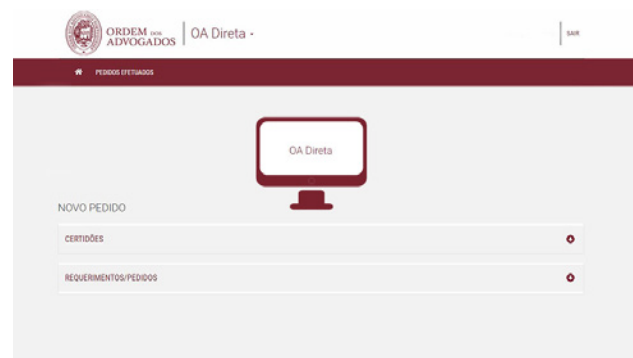 ORDEM DOS
ADVOGADOS
OA Direta -
SAIR
PEDIDOS EFETUADOS
OA Direta
NOVO PEDIDO
CERTIDÕES
REQUERIMENTOS/PEDIDOS